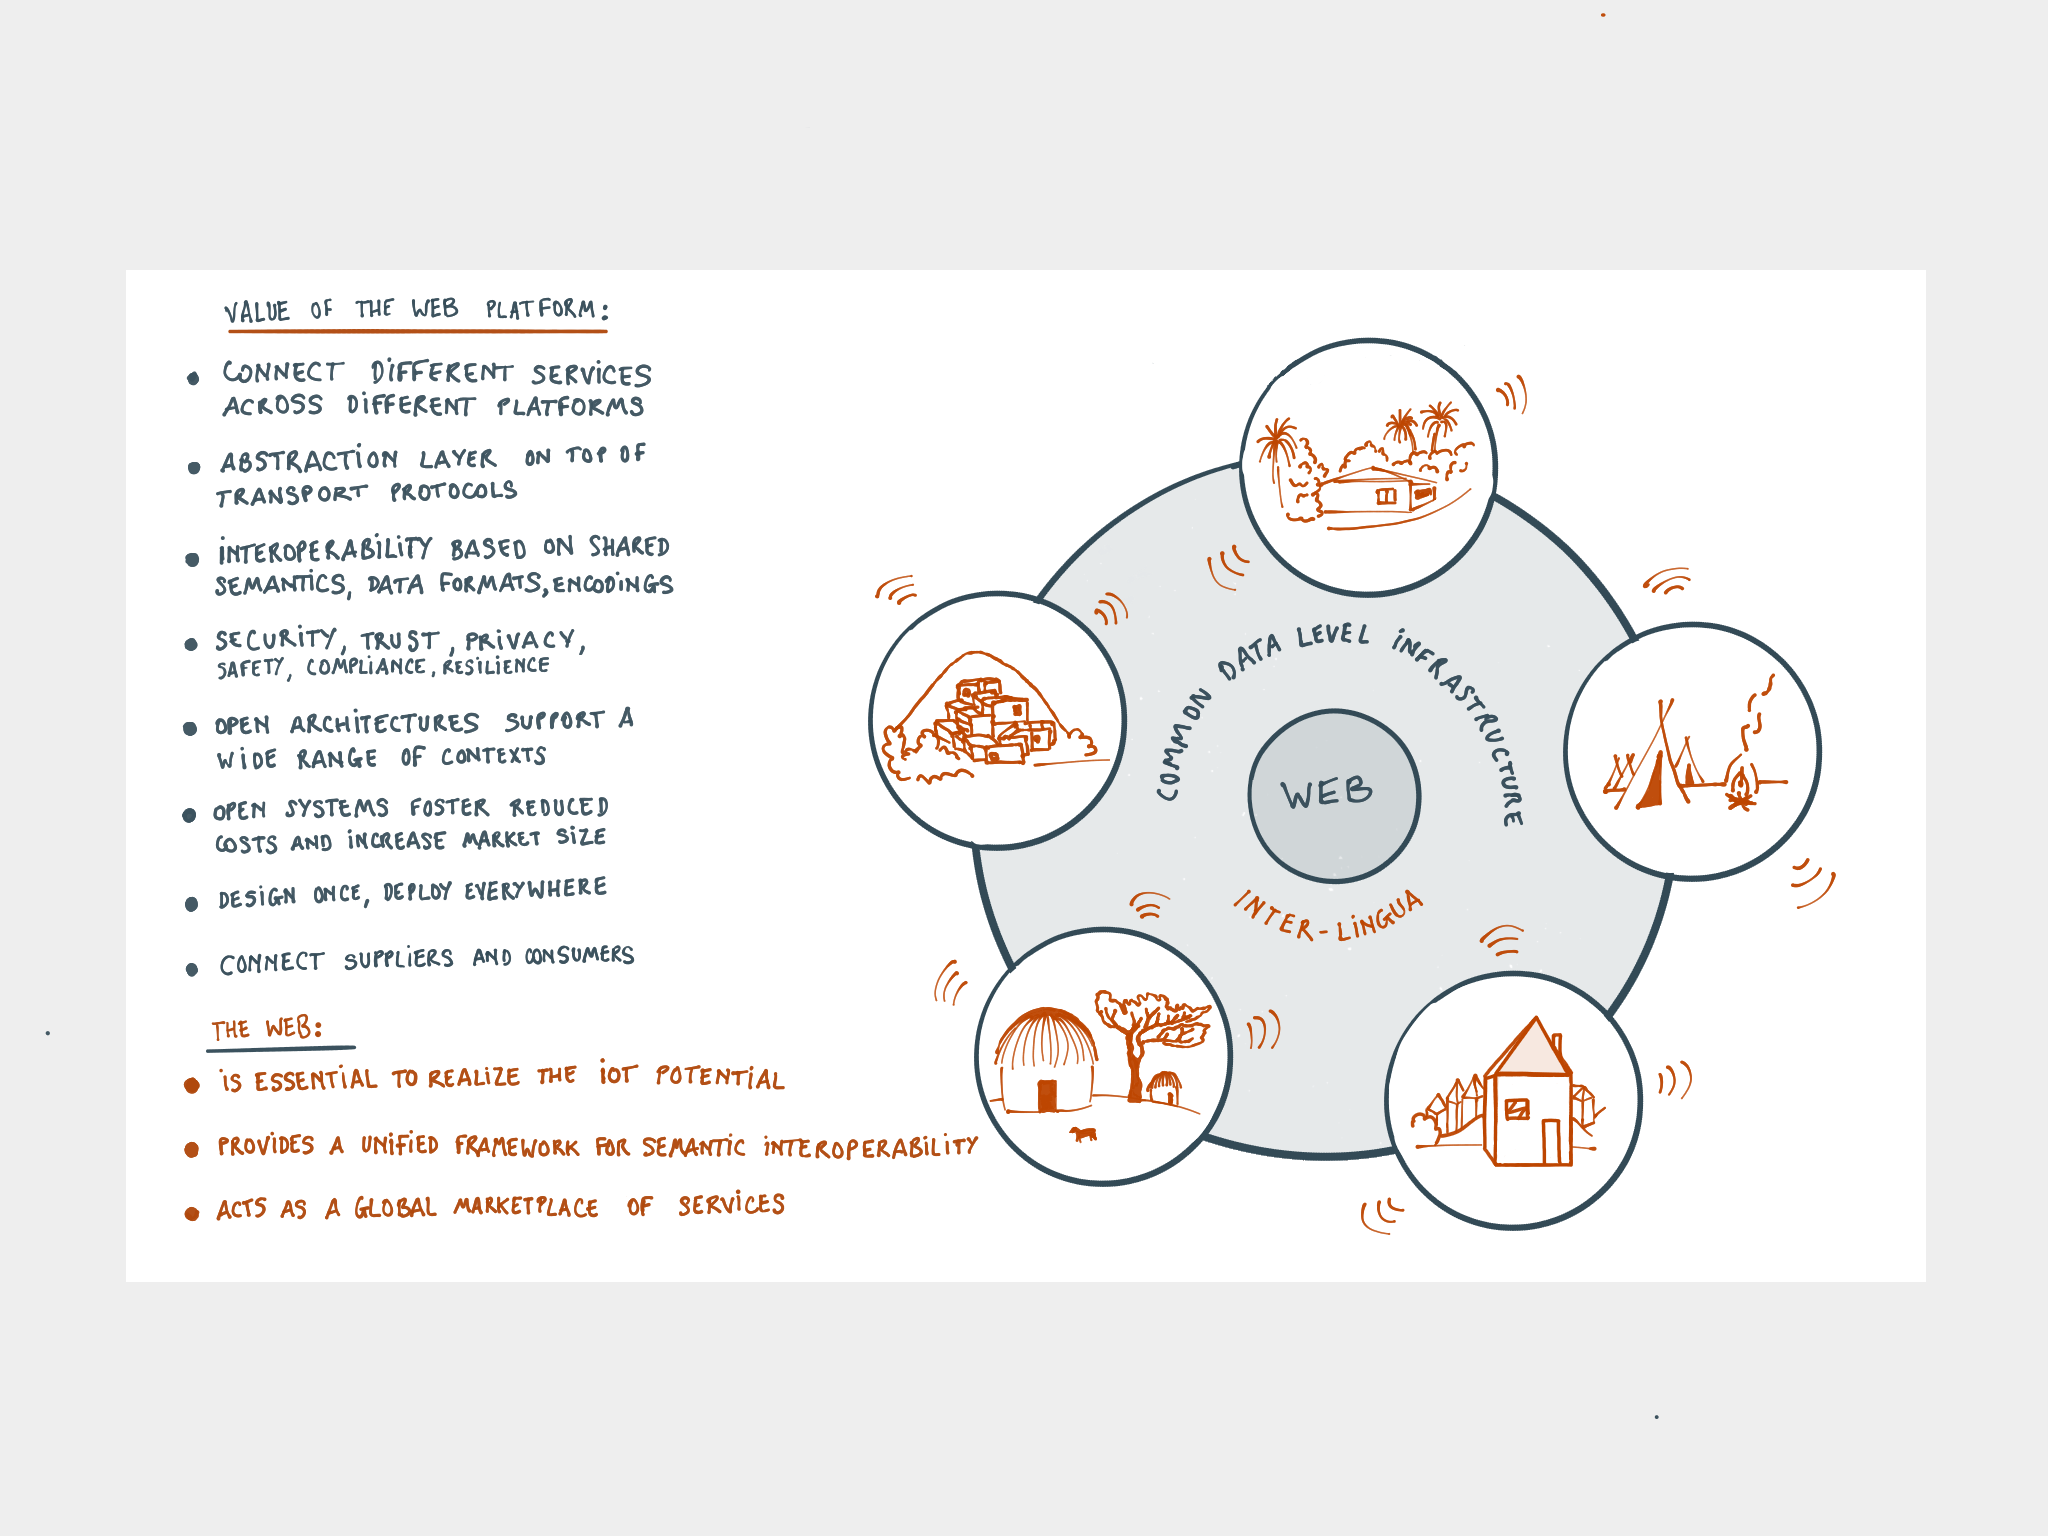 VALUE OF THE WEB PLATFORM:
• CONNECT DIFFERENT SERVICES
ACROSS DIFFERENT PLATFORMS
• ABSTRACTION LAYER ON TOP OF
TRANSPORT PROTOCOLS
• INTEROPERABILITY BASED ON SHARED
SEMANTICS, DATA FORMATS, ENCODINGS
• SECURITY, TRUST, PRIVACY,
SAFETY, COMPLIANCE, RESILIENCE
• OPEN ARCHITECTURES SUPPORT A
WIDE RANGE OF CONTEXTS
• OPEN SYSTEMS FOSTER REDUCED
COSTS AND INCREASE MARKET SIZE
• DESIGN ONCE, DEPLOY EVERYWHERE
• CONNECT SUPPLIERS AND CONSUMERS
THE WEB:
• IS ESSENTIAL TO REALIZE THE IOT POTENTIAL
• PROVIDES A UNIFIED FRAMEWORK FOR SEMANTIC INTEROPERABILITY
• ACTS AS A GLOBAL MARKETPLACE OF SERVICES
COMMON DATA LEVEL INFRASTRUCTURE
WEB
INTER-LINGUA